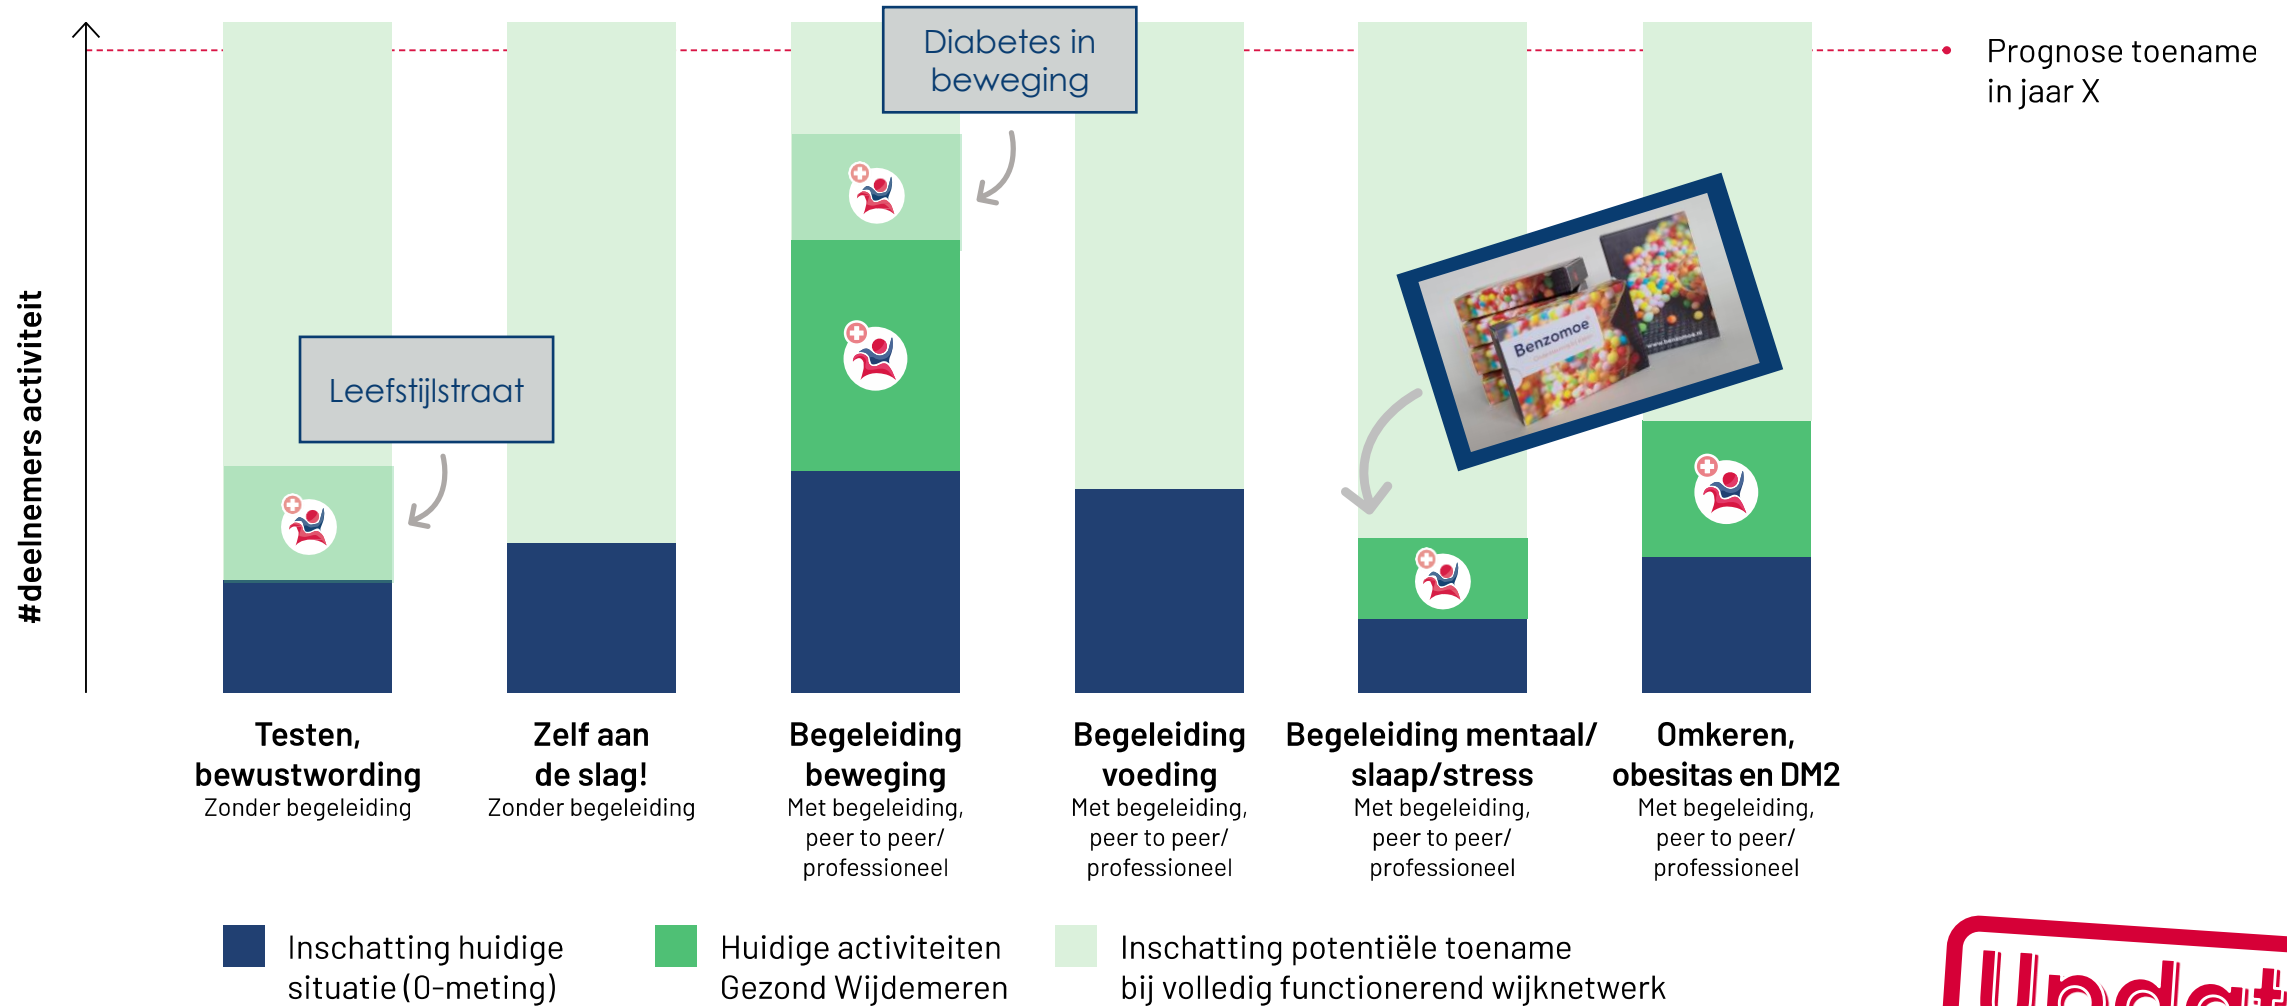 Diabetes in
beweging
Prognose toename
in jaar X
#deelnemers activiteit
Leefstijlstraat
Benzomoe
Testen,
bewustwording
Zonder begeleiding
Zelf aan
de slag!
Zonder begeleiding
Begeleiding
beweging
Met begeleiding,
peer to peer/
professioneel
Begeleiding
voeding
Met begeleiding,
peer to peer/
professioneel
Begeleiding mentaal/
slaap/stress
Met begeleiding,
peer to peer/
professioneel
Omkeren,
obesitas en DM2
Met begeleiding,
peer to peer/
professioneel
Inschatting huidige
situatie (0-meting)
Huidige activiteiten
Gezond Wijdemeren
Inschatting potentiële toename
bij volledig functionerend wijknetwerk